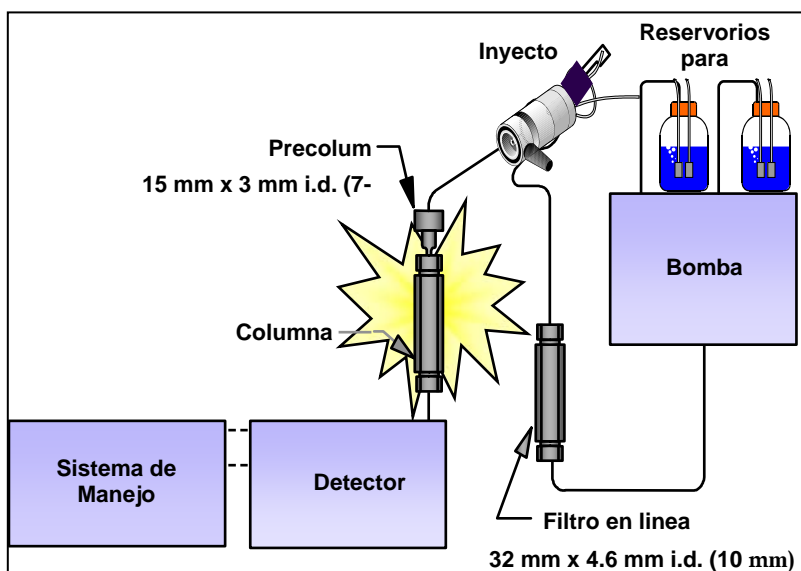 Reservorios
para
Inyecto
Precolum
15 mm x 3 mm i.d. (7-
Bomba
Columna
Sistema de
Manejo
Detector
Filtro en linea
32 mm x 4.6 mm i.d. (10 mm)